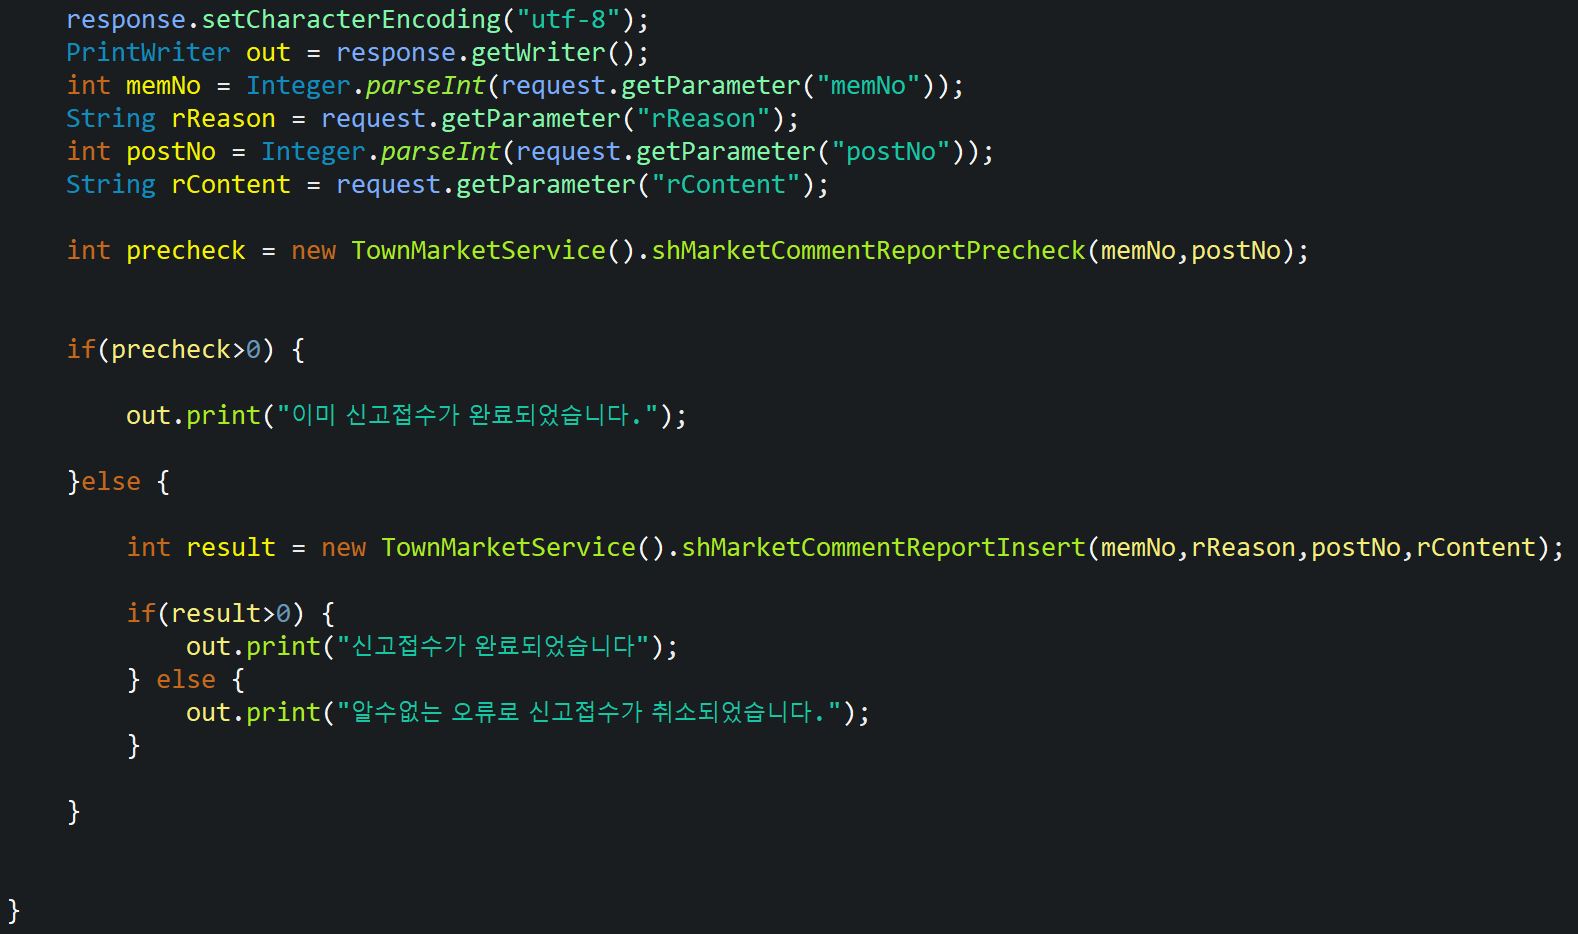 response.setCharacterEncoding("utf-8");
PrintWriter out = response.getWriter();
int memNo = Integer.parseInt(request.getParameter("memNo"));
String rReason = request.getParameter("rReason");
int postNo = Integer.parseInt(request.getParameter("postNo"));
String rContent = request.getParameter("rContent");
int precheck = new TownMarketService().shMarketCommentReportPrecheck(memNo,postNo);
if(precheck>0) {
out.print("이미 신고접수가 완료되었습니다.");
}else {
int result = new TownMarketService().shMarketCommentReportInsert(memNo,rReason,postNo,rContent);
if(result>0) {
out.print("신고접수가 완료되었습니다");
} else {
out.print("알수없는 오류로 신고접수가 취소되었습니다.");
}
}
}